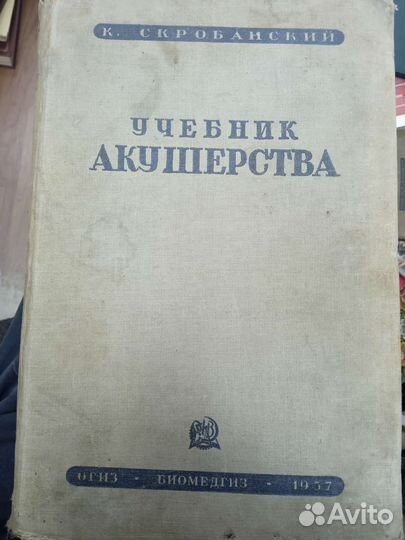 К. СКРОБАНСКИЙ
УЧЕБНИК
АКУШЕРСТВА
ОГИЗ • БИОМЕДГИЗ • 1937
Avito